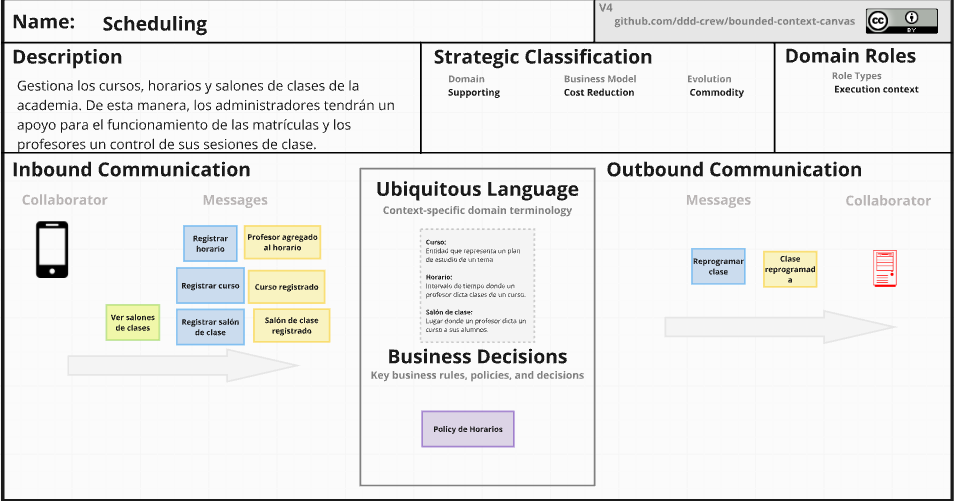 Name: Scheduling
V4
github.com/ddd-crew/bounded-context-canvas
cc
BY
Description
Gestiona los cursos, horarios y salones de clases de la
academia. De esta manera, los administradores tendrán un
apoyo para el funcionamiento de las matrículas y los
profesores un control de sus sesiones de clase.
Strategic Classification
Domain
Supporting
Business Model
Cost Reduction
Evolution
Commodity
Domain Roles
Role Types
Execution context
Inbound Communication
Collaborator
Messages
Registrar
horario
Profesor agregado
al horario
Registrar curso
Curso registrado
Ver salones
de clases
Registrar salón
de clase
Salón de clase
registrado
Ubiquitous Language
Context-specific domain terminology
Curso:
Entidad que representa un plan
de estudio de un tema
Horario:
Intervalo de tiempo donde un
profesor dicta clases de un curso.
Salón de clase:
Lugar donde un profesor dicta un
curso a sus alumnos.
Business Decisions
Key business rules, policies, and decisions
Policy de Horarios
Outbound Communication
Messages
Collaborator
Reprogramar
clase
Clase
reprogramad
a